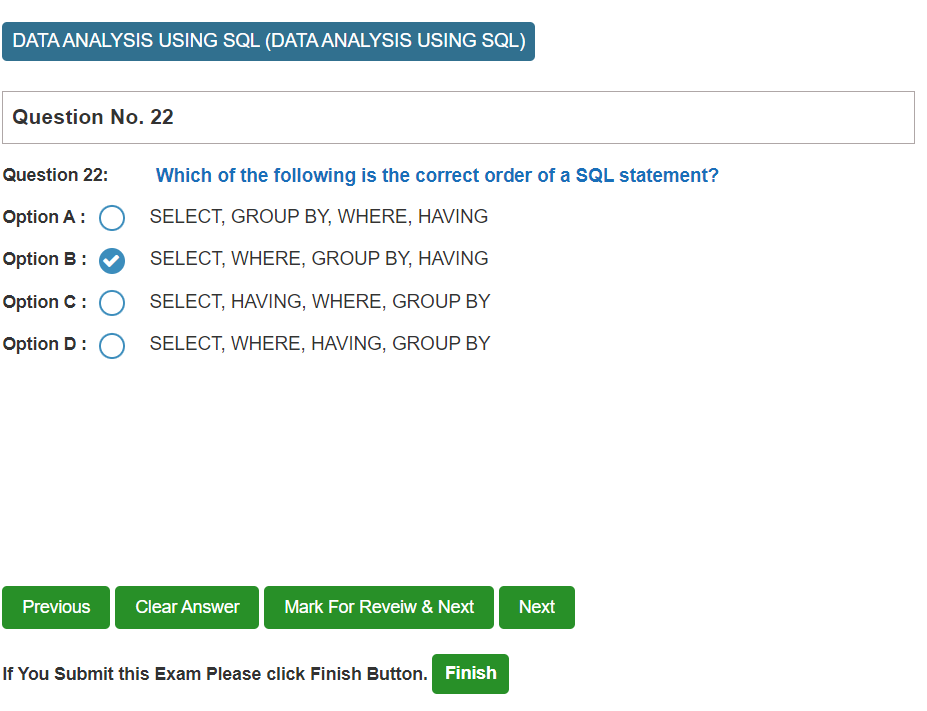 DATA ANALYSIS USING SQL (DATA ANALYSIS USING SQL)
Question No. 22
Question 22: Which of the following is the correct order of a SQL statement?
Option A : SELECT, GROUP BY, WHERE, HAVING
Option B : SELECT, WHERE, GROUP BY, HAVING
Option C : SELECT, HAVING, WHERE, GROUP BY
Option D : SELECT, WHERE, HAVING, GROUP BY
Previous Clear Answer Mark For Reveiw & Next Next
If You Submit this Exam Please click Finish Button. Finish